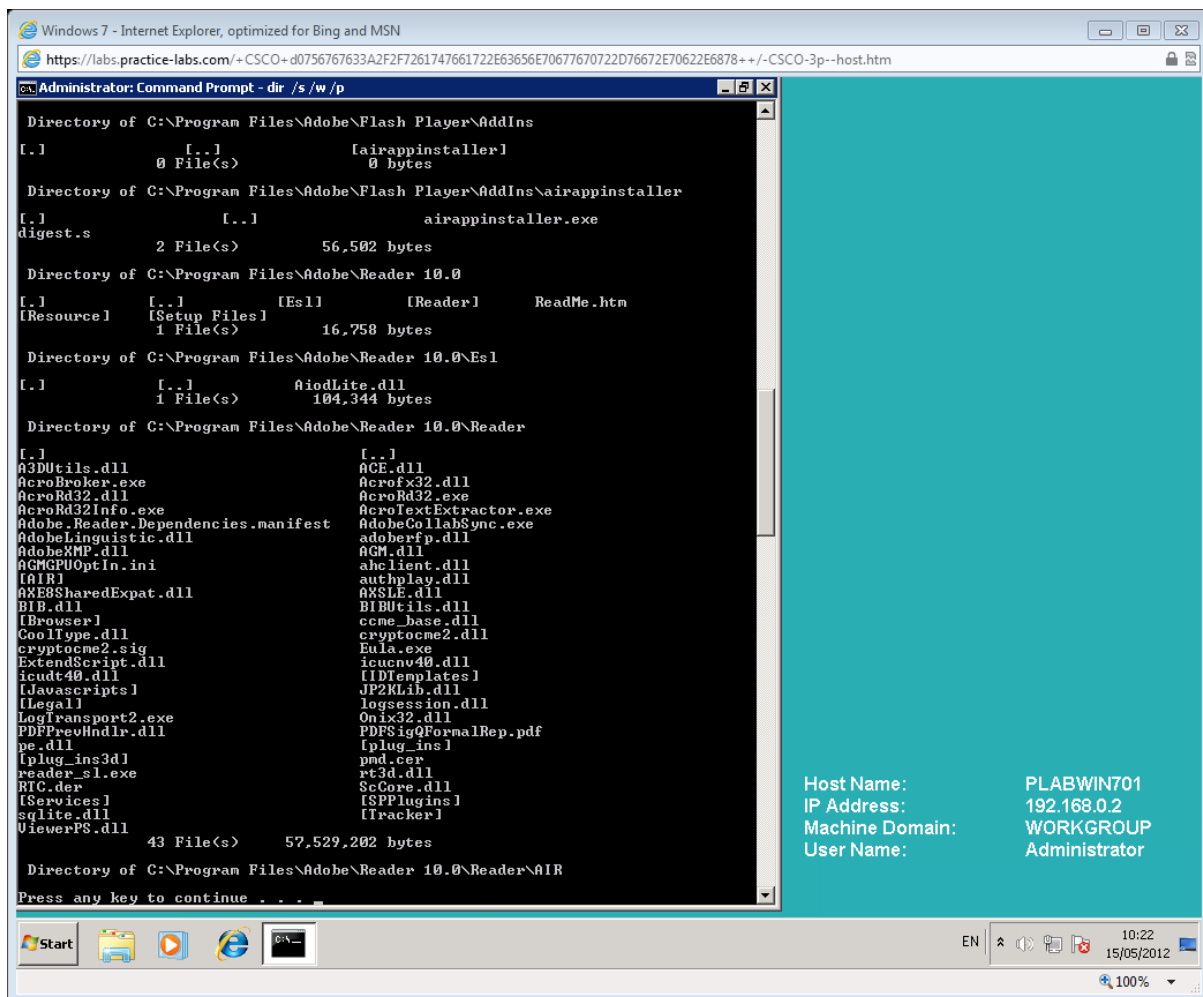 Windows 7 - Internet Explorer, optimized for Bing and MSN
https://labs.practice-labs.com/+CSCO+d0756767633A2F2F7261747661722E63656E70677670722D76672E70622E6878++/-CSCO-3p--host.htm
Administrator: Command Prompt - dir /s /w /p
Directory of C:\Program Files\Adobe\Flash Player\AddIns
[.] [..] [airappinstaller]
0 File(s) 0 bytes
Directory of C:\Program Files\Adobe\Flash Player\AddIns\airappinstaller
[.] [..] airappinstaller.exe
digest.s
2 File(s) 56,502 bytes
Directory of C:\Program Files\Adobe\Reader 10.0
[.] [..] [Esl] [Reader] ReadMe.htm
[Resource] [Setup Files]
1 File(s) 16,758 bytes
Directory of C:\Program Files\Adobe\Reader 10.0\Esl
[.] [..] AiodLite.dll
1 File(s) 104,344 bytes
Directory of C:\Program Files\Adobe\Reader 10.0\Reader
[.] [..]
A3DUtils.dll ACE.dll
AcroBroker.exe Acrofx32.dll
AcroRd32.dll AcroRd32.exe
AcroRd32Info.exe AcroTextExtractor.exe
Adobe.Reader.Dependencies.manifest AdobeCollabSync.exe
AdobeLinguistic.dll adoberfp.dll
AdobeXMP.dll AGM.dll
AGMGPUOptIn.ini ahclient.dll
[AIR] authplay.dll
AXE8SharedExpat.dll AXSLE.dll
BIB.dll BIBUtils.dll
[Browser] ccme_base.dll
CoolType.dll cryptocme2.dll
cryptocme2.sig Eula.exe
ExtendScript.dll icucnv40.dll
icudt40.dll [IDTemplates]
[Javascripts] JP2KLib.dll
[Legal] logsession.dll
LogTransport2.exe Onix32.dll
PDFPrevHndlr.dll PDFSigQFormalRep.pdf
pe.dll [plug_ins]
[plug_ins3d] pmd.cer
reader_sl.exe rt3d.dll
RTC.der ScCore.dll
[Services] [SPPlugins]
sqlite.dll [Tracker]
ViewerPS.dll
43 File(s) 57,529,202 bytes
Directory of C:\Program Files\Adobe\Reader 10.0\Reader\AIR
Press any key to continue . . . _
Host Name: PLABWIN701
IP Address: 192.168.0.2
Machine Domain: WORKGROUP
User Name: Administrator
Start
C:\_
EN
10:22
15/05/2012
100%